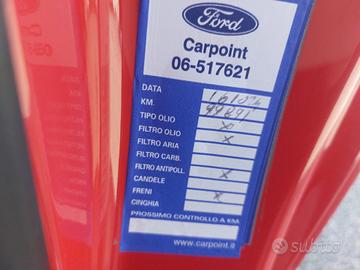 Ford
Carpoint
06-517621
DATA
KM.
TIPO OLIO
FILTRO OLIO x
FILTRO ARIA x
FILTRO CARB.
FILTRO ANTIPOLL. x
CANDELE
FRENI x
CINGHIA
PROSSIMO CONTROLLO A KM.
www.carpoint.it
subito